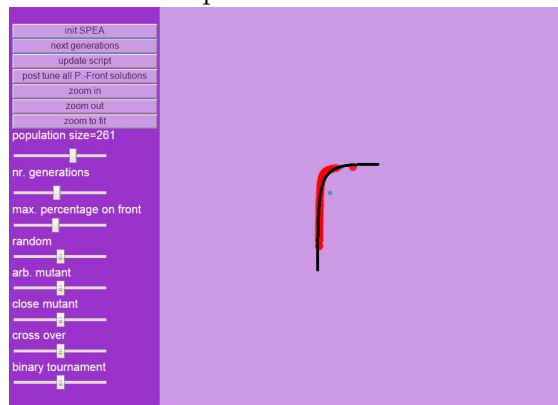 init SPEA
next generations
update script
post tune all P.-Front solutions
zoom in
zoom out
zoom to fit
population size=261
nr. generations
max. percentage on front
random
arb. mutant
close mutant
cross over
binary tournament